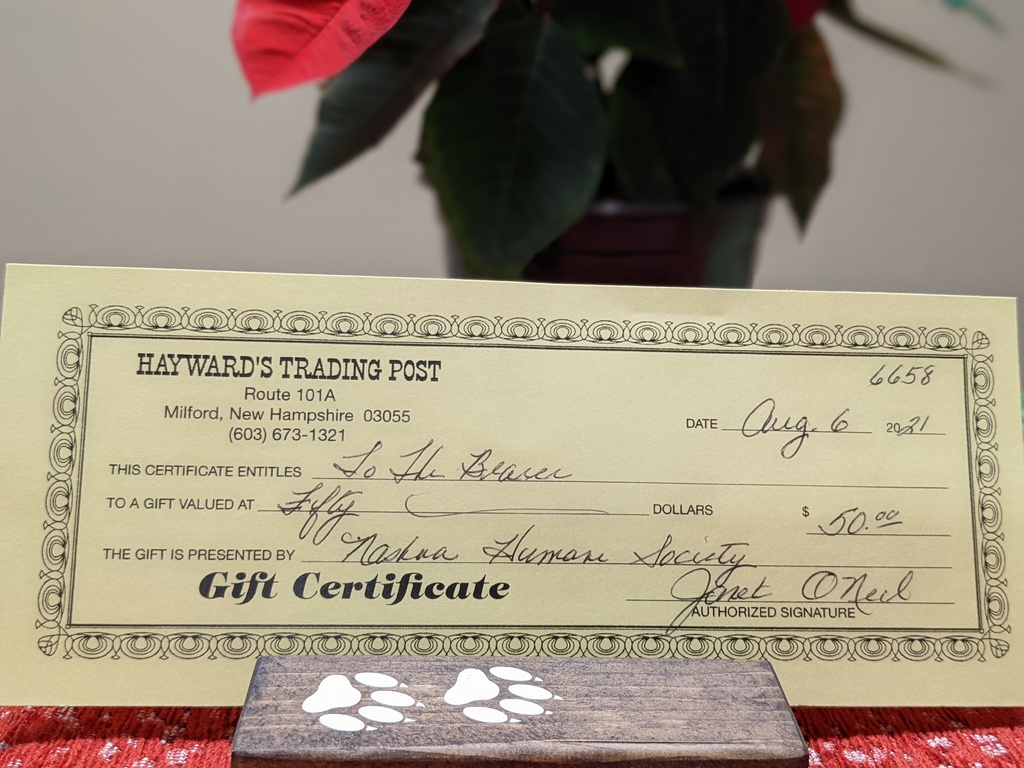 HAYWARD'S TRADING POST
6658
Route 101A
Milford, New Hampshire 03055
(603) 673-1321
DATE Aug. 6 2021
THIS CERTIFICATE ENTITLES To The Bearer
TO A GIFT VALUED AT Fifty DOLLARS $ 50.00
THE GIFT IS PRESENTED BY Nashua Humane Society
Gift Certificate Janet O'Neil
AUTHORIZED SIGNATURE